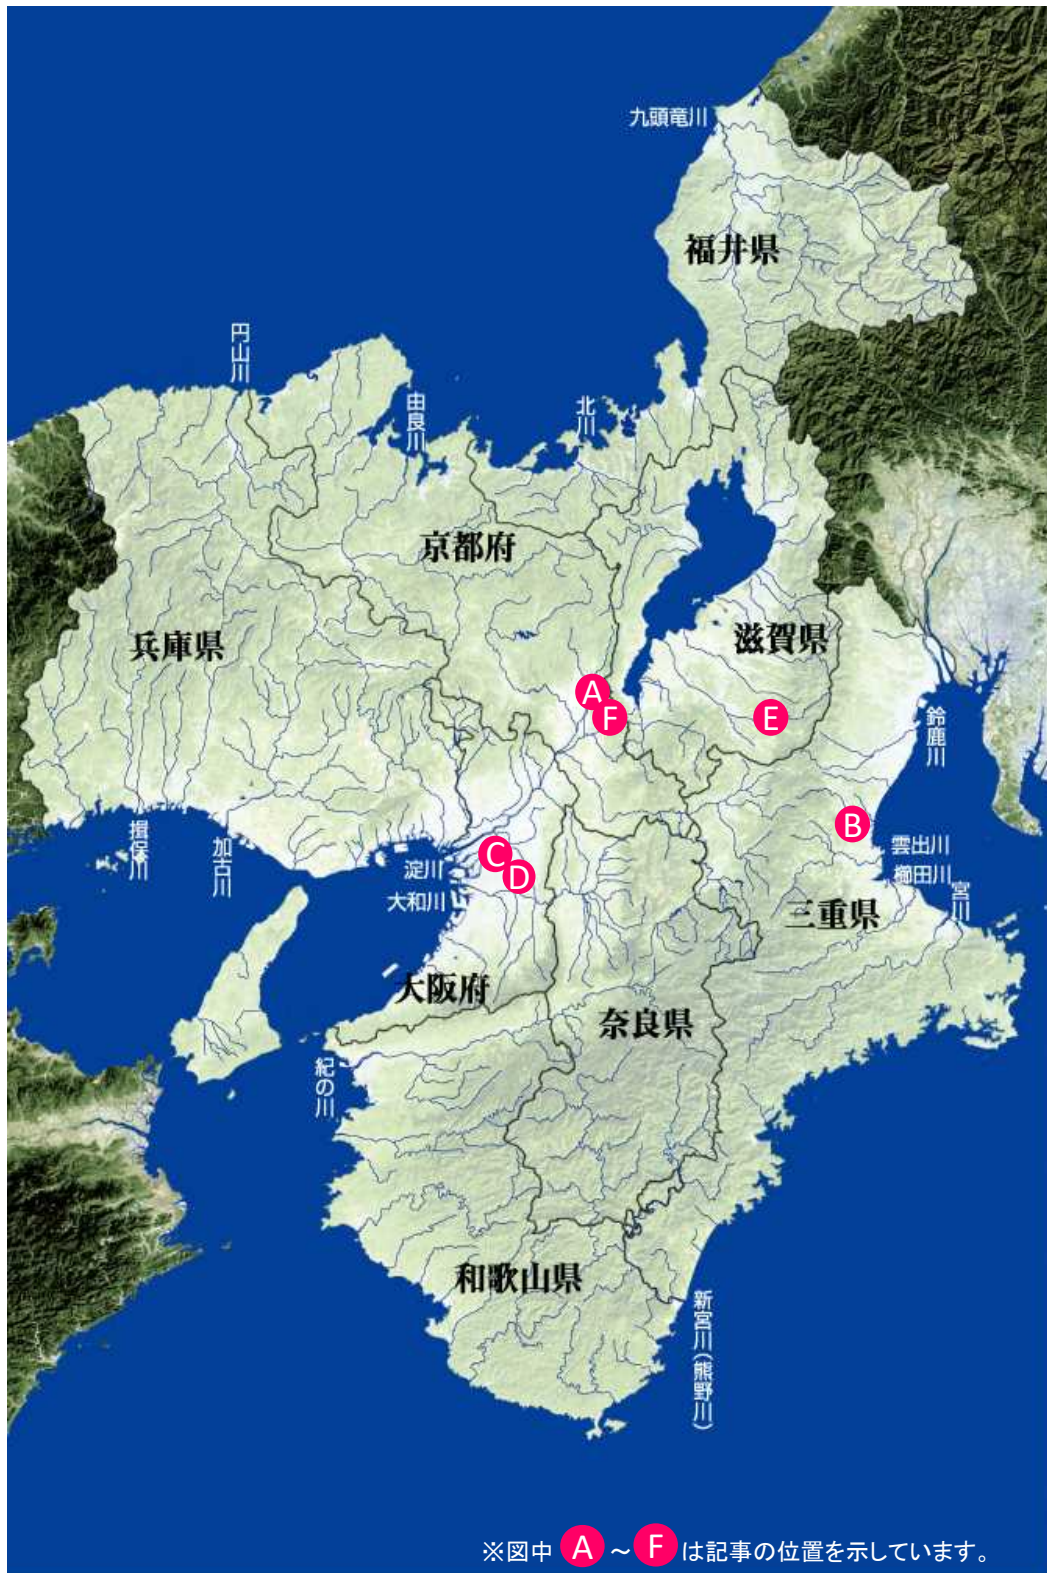 九頭竜川
福井県
円山川
由良川
北川
京都府
兵庫県
滋賀県
A
F
E
鈴鹿川
B
揖保川
加古川
C
D
淀川
大和川
雲出川
櫛田川
宮川
三重県
大阪府
奈良県
紀の川
和歌山県
新宮川(熊野川)
※図中 A ~ F は記事の位置を示しています。